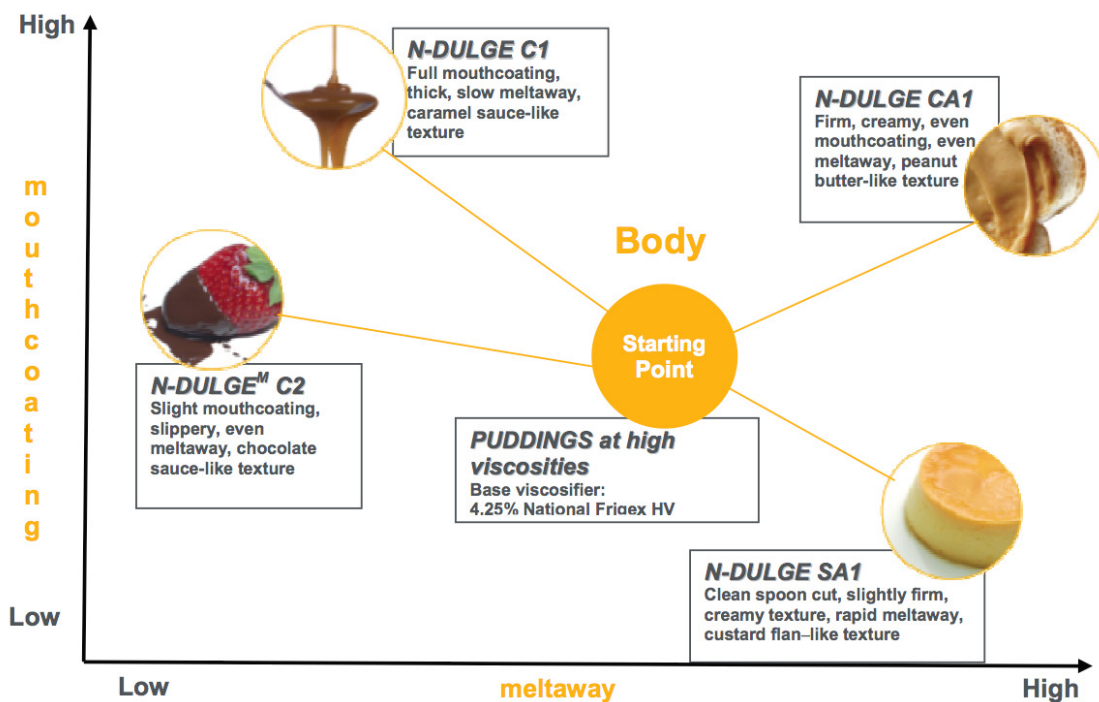 High
N-DULGE C1
Full mouthcoating,
thick, slow meltaway,
caramel sauce-like
texture
N-DULGE CA1
Firm, creamy, even
mouthcoating, even
meltaway, peanut
butter-like texture
mouthcoating
Body
Starting
Point
N-DULGEᴹ C2
Slight mouthcoating,
slippery, even
meltaway, chocolate
sauce-like texture
PUDDINGS at high
viscosities
Base viscosifier:
4.25% National Frigex HV
N-DULGE SA1
Clean spoon cut, slightly firm,
creamy texture, rapid meltaway,
custard flan–like texture
Low
Low
meltaway
High